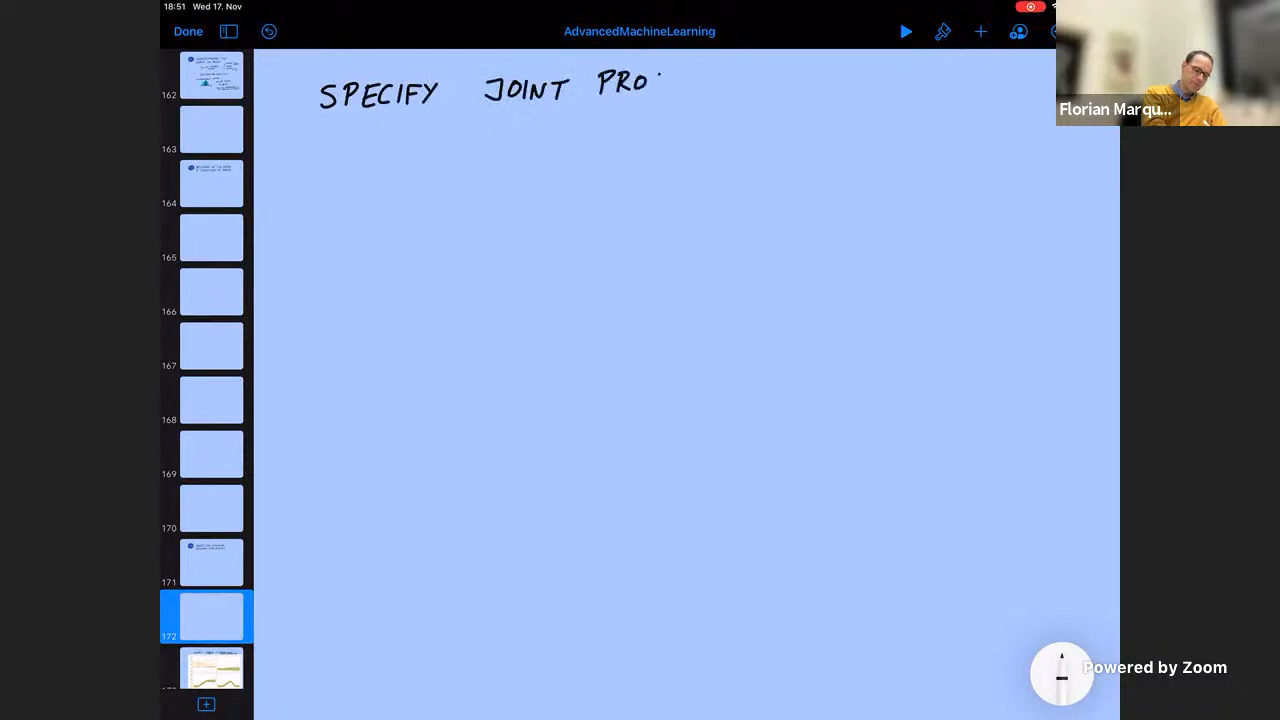 18:51 Wed 17. Nov
Done
AdvancedMachineLearning
SPECIFY JOINT PRO
Florian Marqu...
162
163
164
165
166
167
168
169
170
171
172
Powered by Zoom